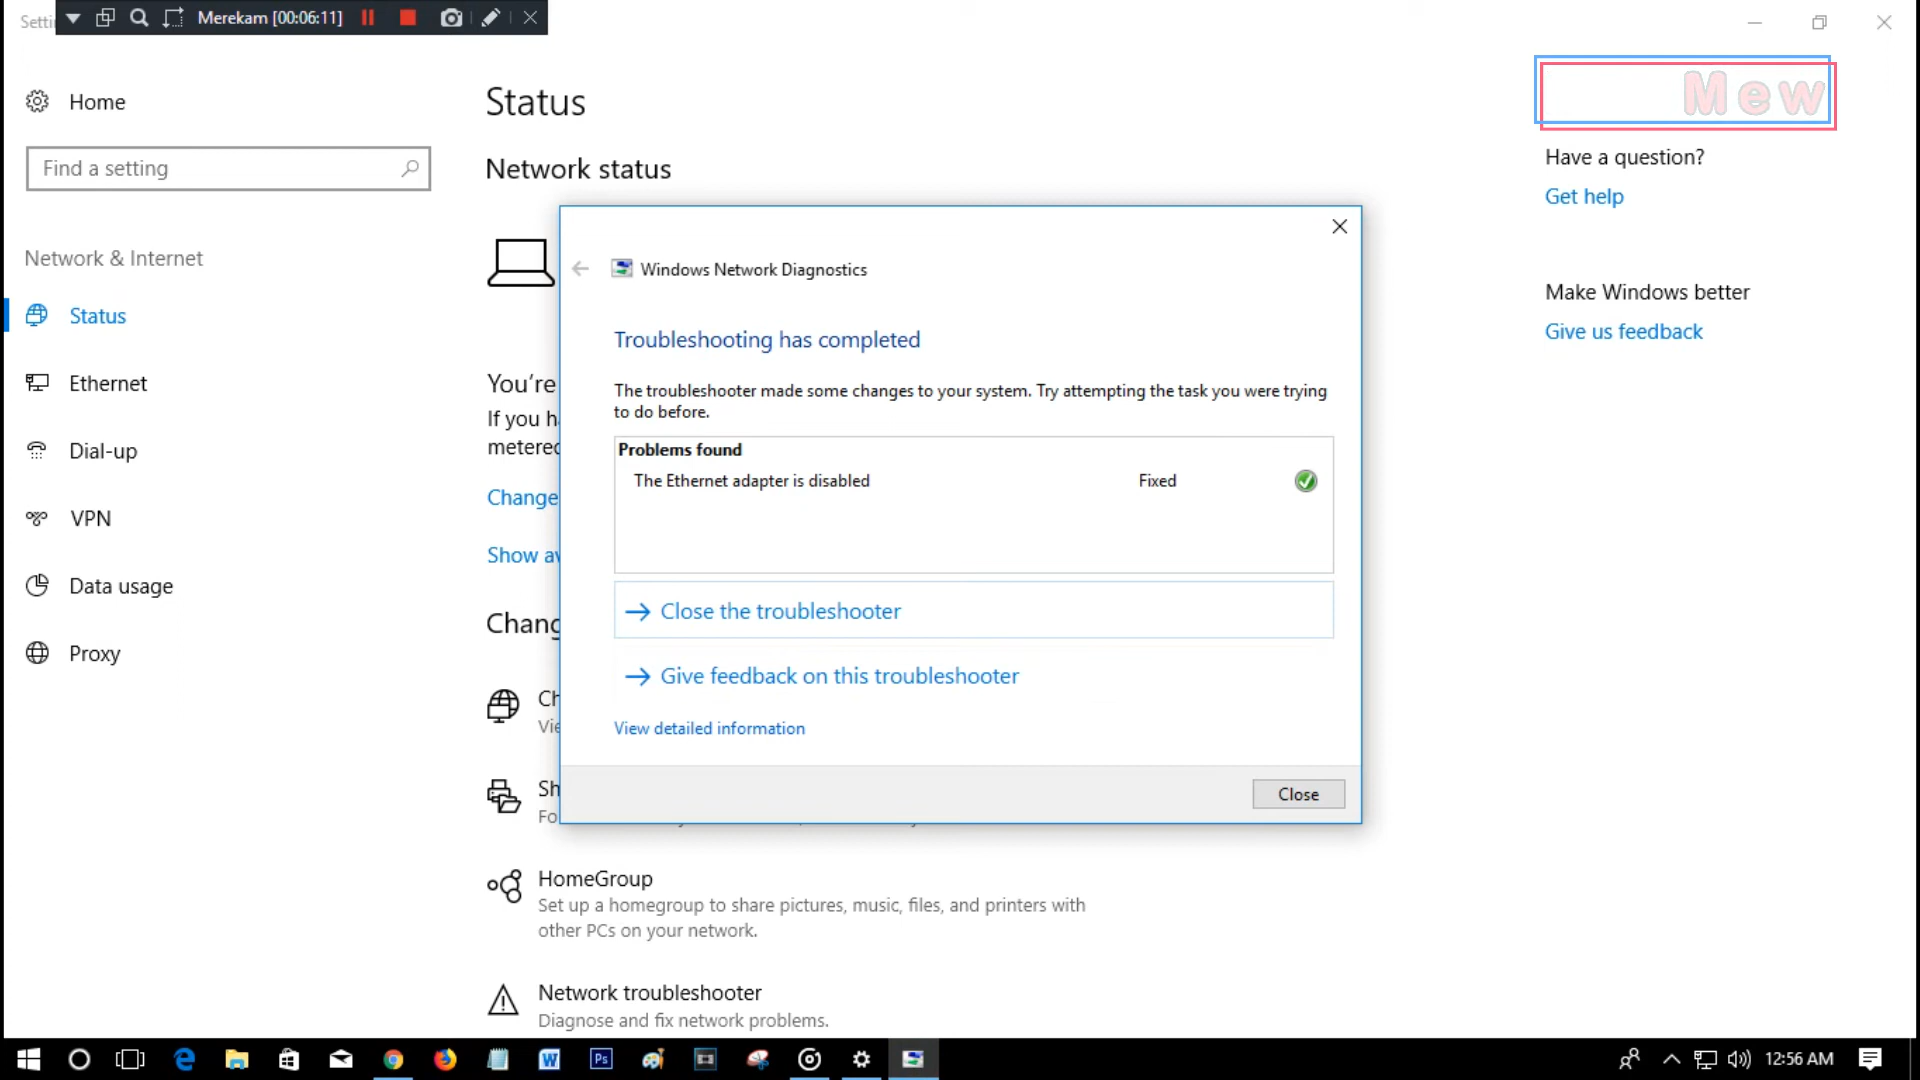 Merekam [00:06:11]
Mew
Home
Find a setting
Network & Internet
Status
Ethernet
Dial-up
VPN
Data usage
Proxy
Status
Network status
You're
If you h
metered
Change
Show av
Chang
Ch
Vie
Sh
Fo
HomeGroup
Set up a homegroup to share pictures, music, files, and printers with
other PCs on your network.
Network troubleshooter
Diagnose and fix network problems.
Windows Network Diagnostics
Troubleshooting has completed
The troubleshooter made some changes to your system. Try attempting the task you were trying
to do before.
Problems found
The Ethernet adapter is disabled Fixed
Close the troubleshooter
Give feedback on this troubleshooter
View detailed information
Close
Have a question?
Get help
Make Windows better
Give us feedback
12:56 AM